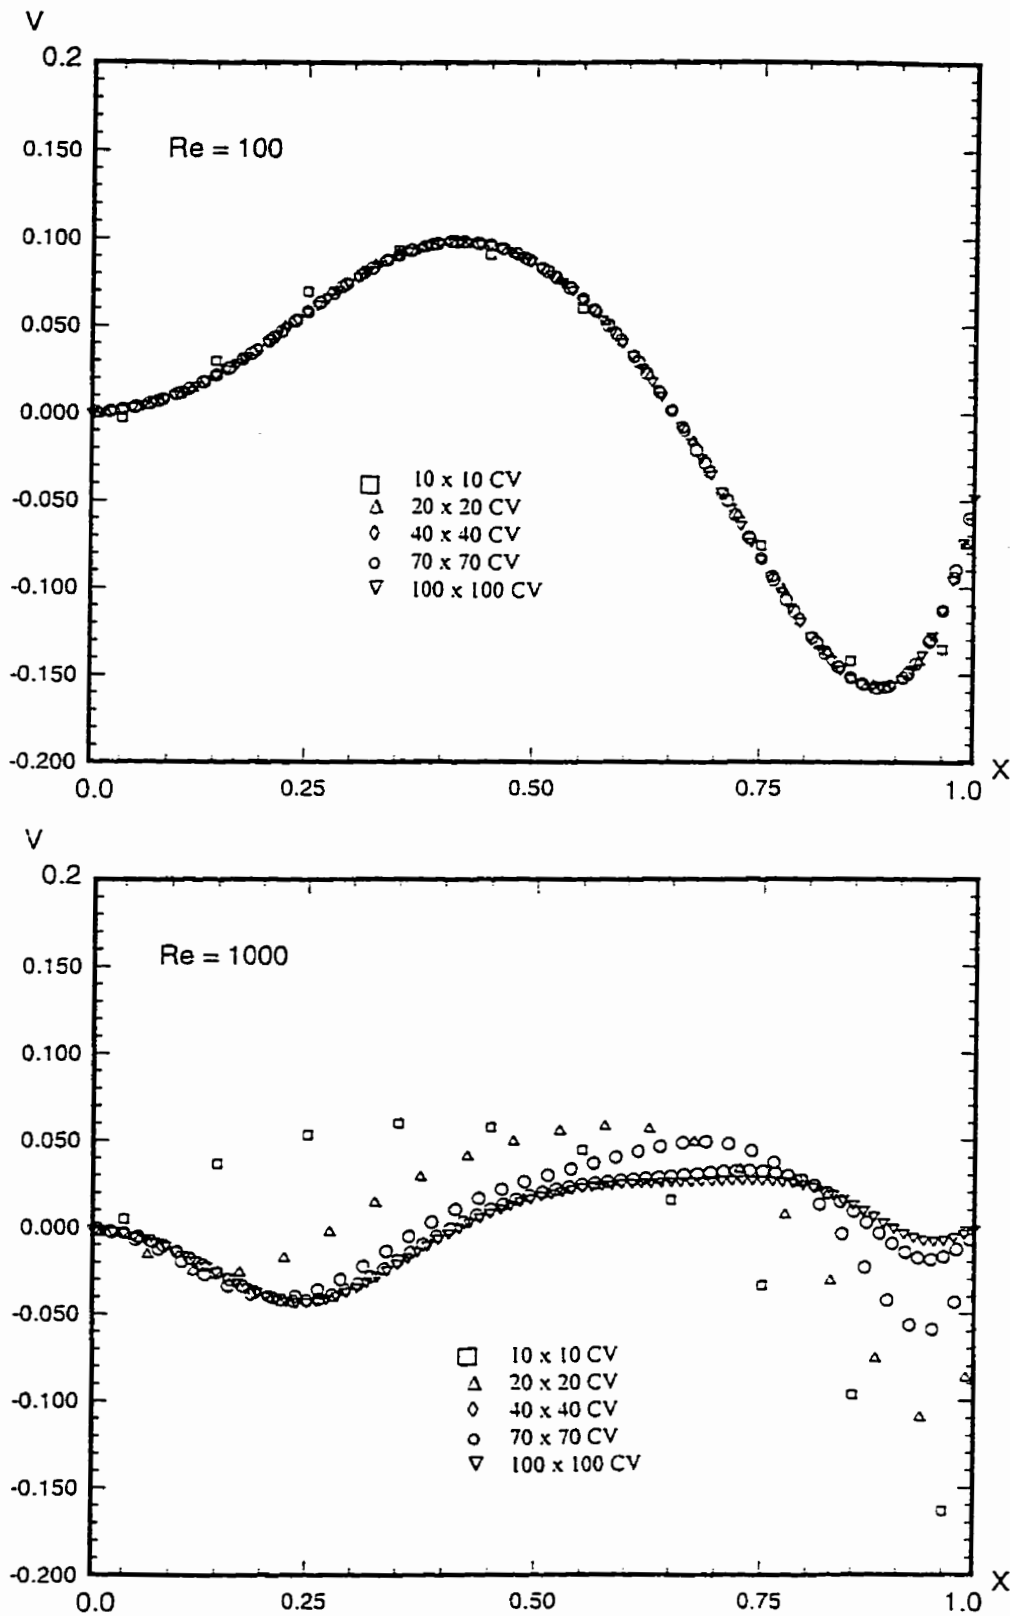 V
0.2
0.150
Re = 100
0.100
0.050
0.000
-0.050
10 x 10 CV
20 x 20 CV
40 x 40 CV
70 x 70 CV
100 x 100 CV
-0.100
-0.150
-0.200
0.0
0.25
0.50
0.75
1.0
X
V
0.2
Re = 1000
0.150
0.100
0.050
0.000
-0.050
10 x 10 CV
20 x 20 CV
40 x 40 CV
70 x 70 CV
100 x 100 CV
-0.100
-0.150
-0.200
0.0
0.25
0.50
0.75
1.0
X